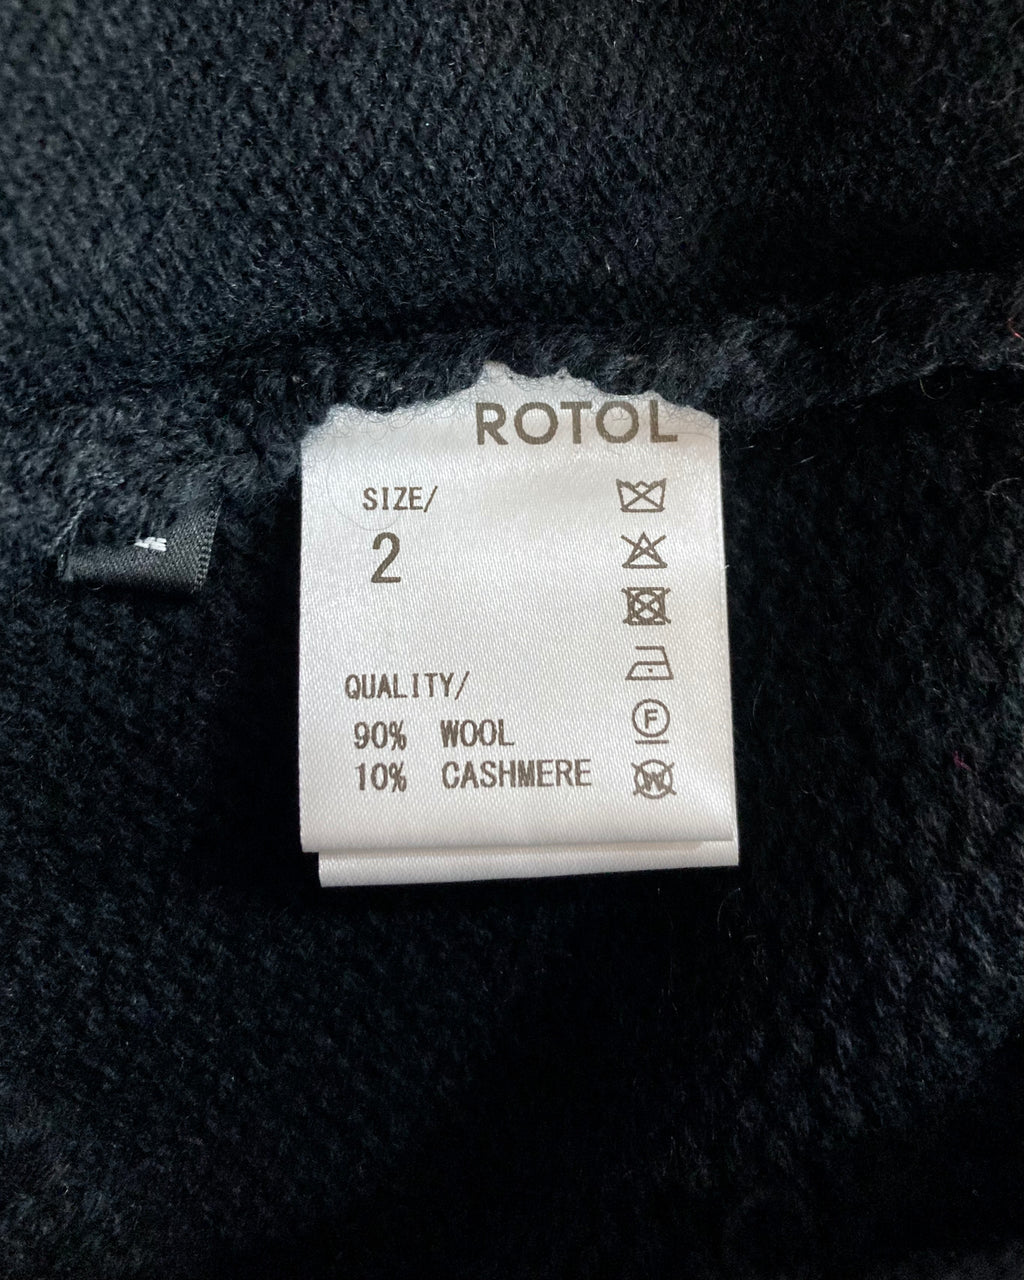 ROTOL
SIZE/
2
QUALITY/
90% WOOL
10% CASHMERE
F
W